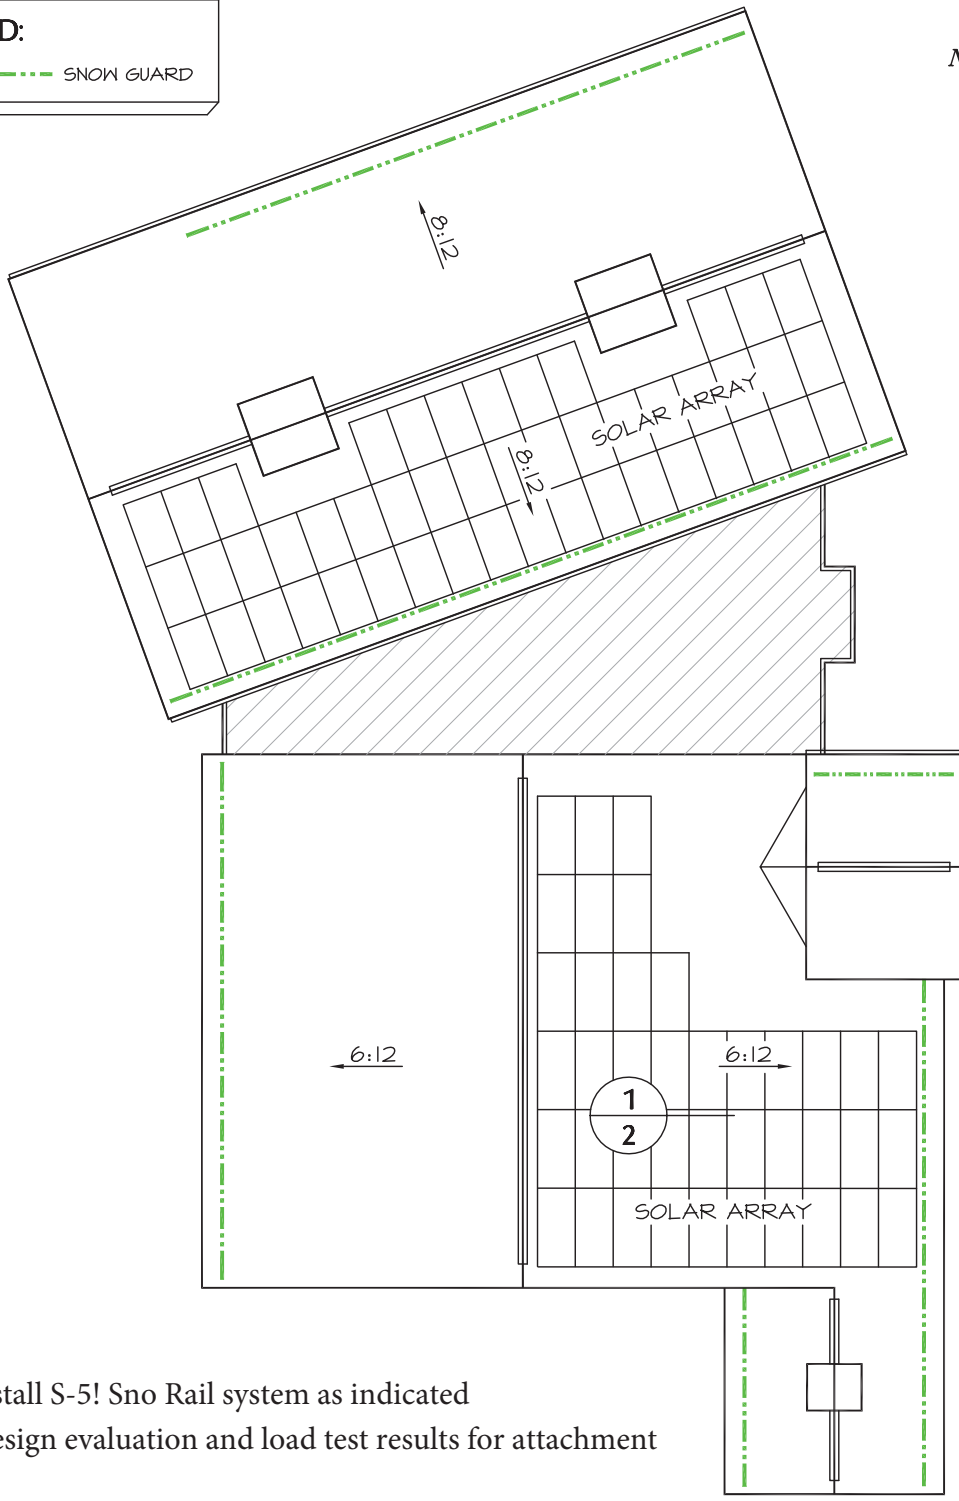 D:
SNOW GUARD
N
8:12
SOLAR ARRAY
8:12
6:12
6:12
1
2
SOLAR ARRAY
stall S-5! Sno Rail system as indicated
esign evaluation and load test results for attachment